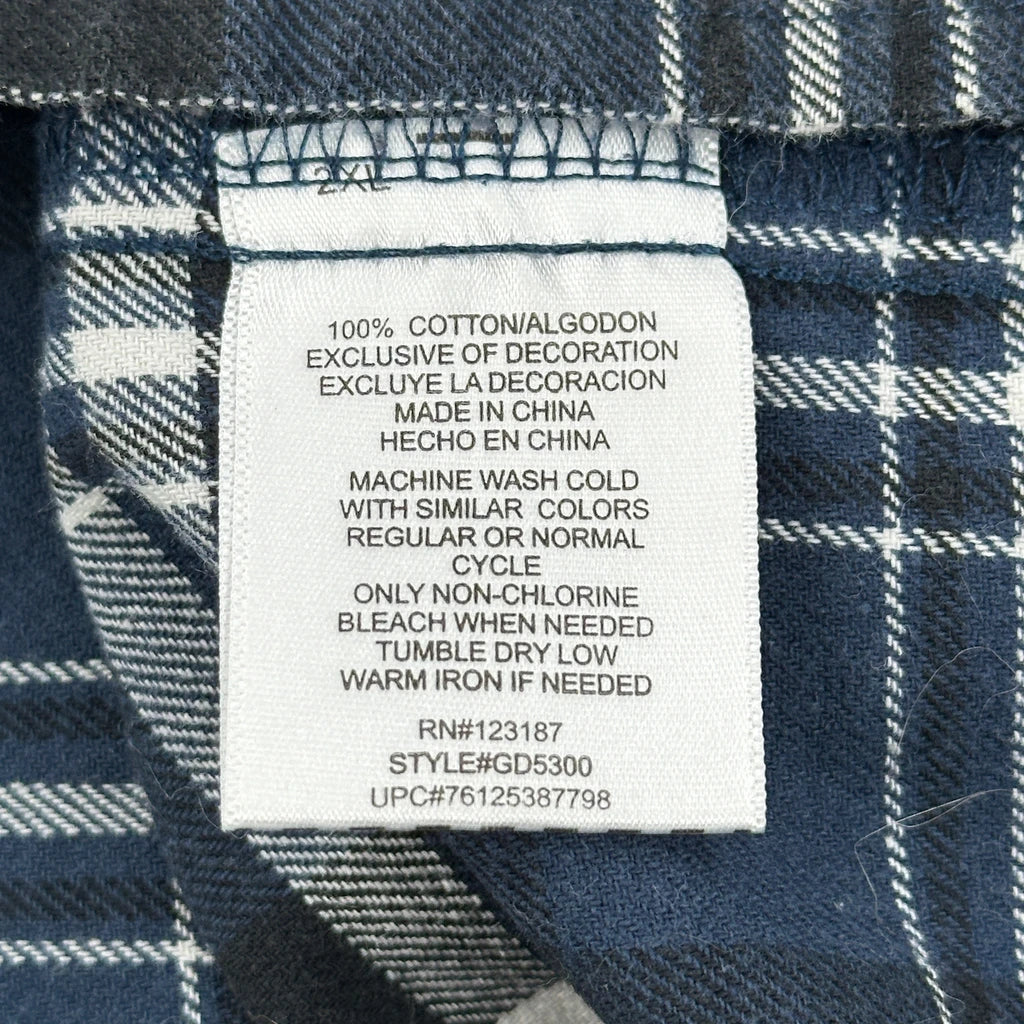 2XL
100% COTTON/ALGODON
EXCLUSIVE OF DECORATION
EXCLUYE LA DECORACION
MADE IN CHINA
HECHO EN CHINA
MACHINE WASH COLD
WITH SIMILAR COLORS
REGULAR OR NORMAL
CYCLE
ONLY NON-CHLORINE
BLEACH WHEN NEEDED
TUMBLE DRY LOW
WARM IRON IF NEEDED
RN#123187
STYLE#GD5300
UPC#76125387798